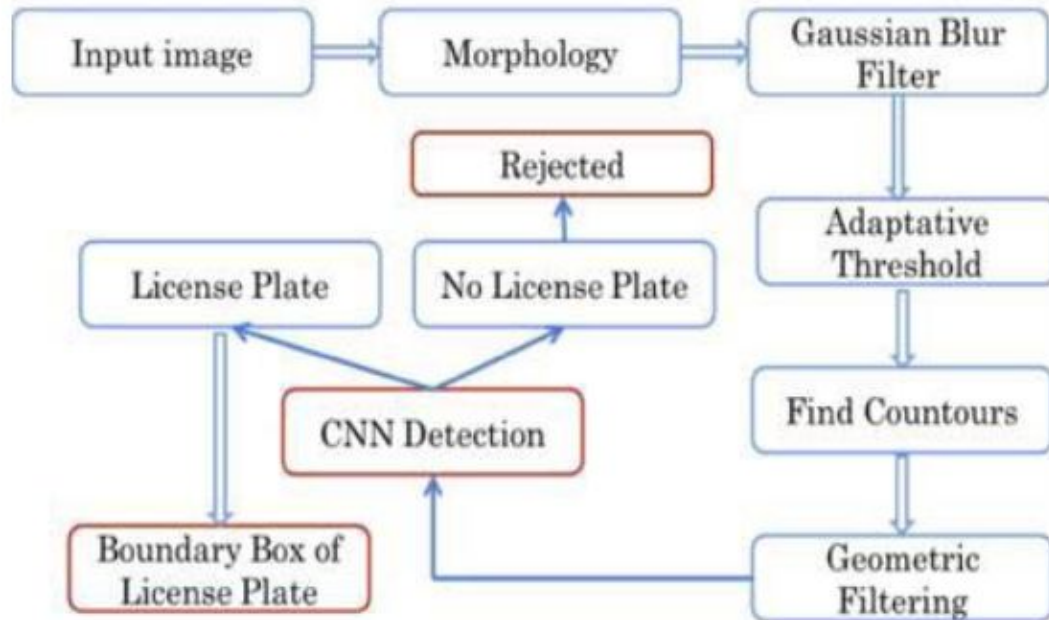 Input image
Morphology
Gaussian Blur
Filter
Rejected
Adaptative
Threshold
License Plate
No License Plate
Find Countours
CNN Detection
Boundary Box of
License Plate
Geometric
Filtering